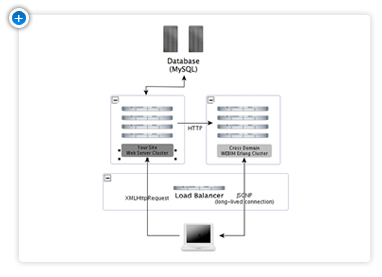 Database
(MySQL)
HTTP
Your Site
Web Server Cluster
Cross Domain
WEBIM Erlang Cluster
Load Balancer
XMLHttpRequest
JSONP
(long-lived connection)